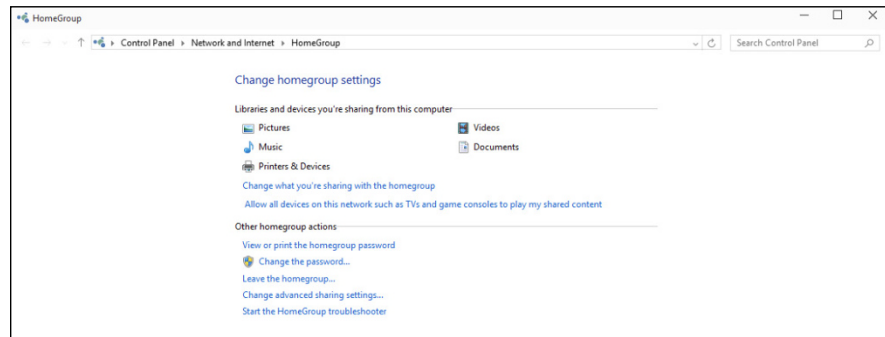 HomeGroup
Control Panel › Network and Internet › HomeGroup
Search Control Panel
Change homegroup settings
Libraries and devices you're sharing from this computer
Pictures Videos
Music Documents
Printers & Devices
Change what you're sharing with the homegroup
Allow all devices on this network such as TVs and game consoles to play my shared content
Other homegroup actions
View or print the homegroup password
Change the password...
Leave the homegroup...
Change advanced sharing settings...
Start the HomeGroup troubleshooter